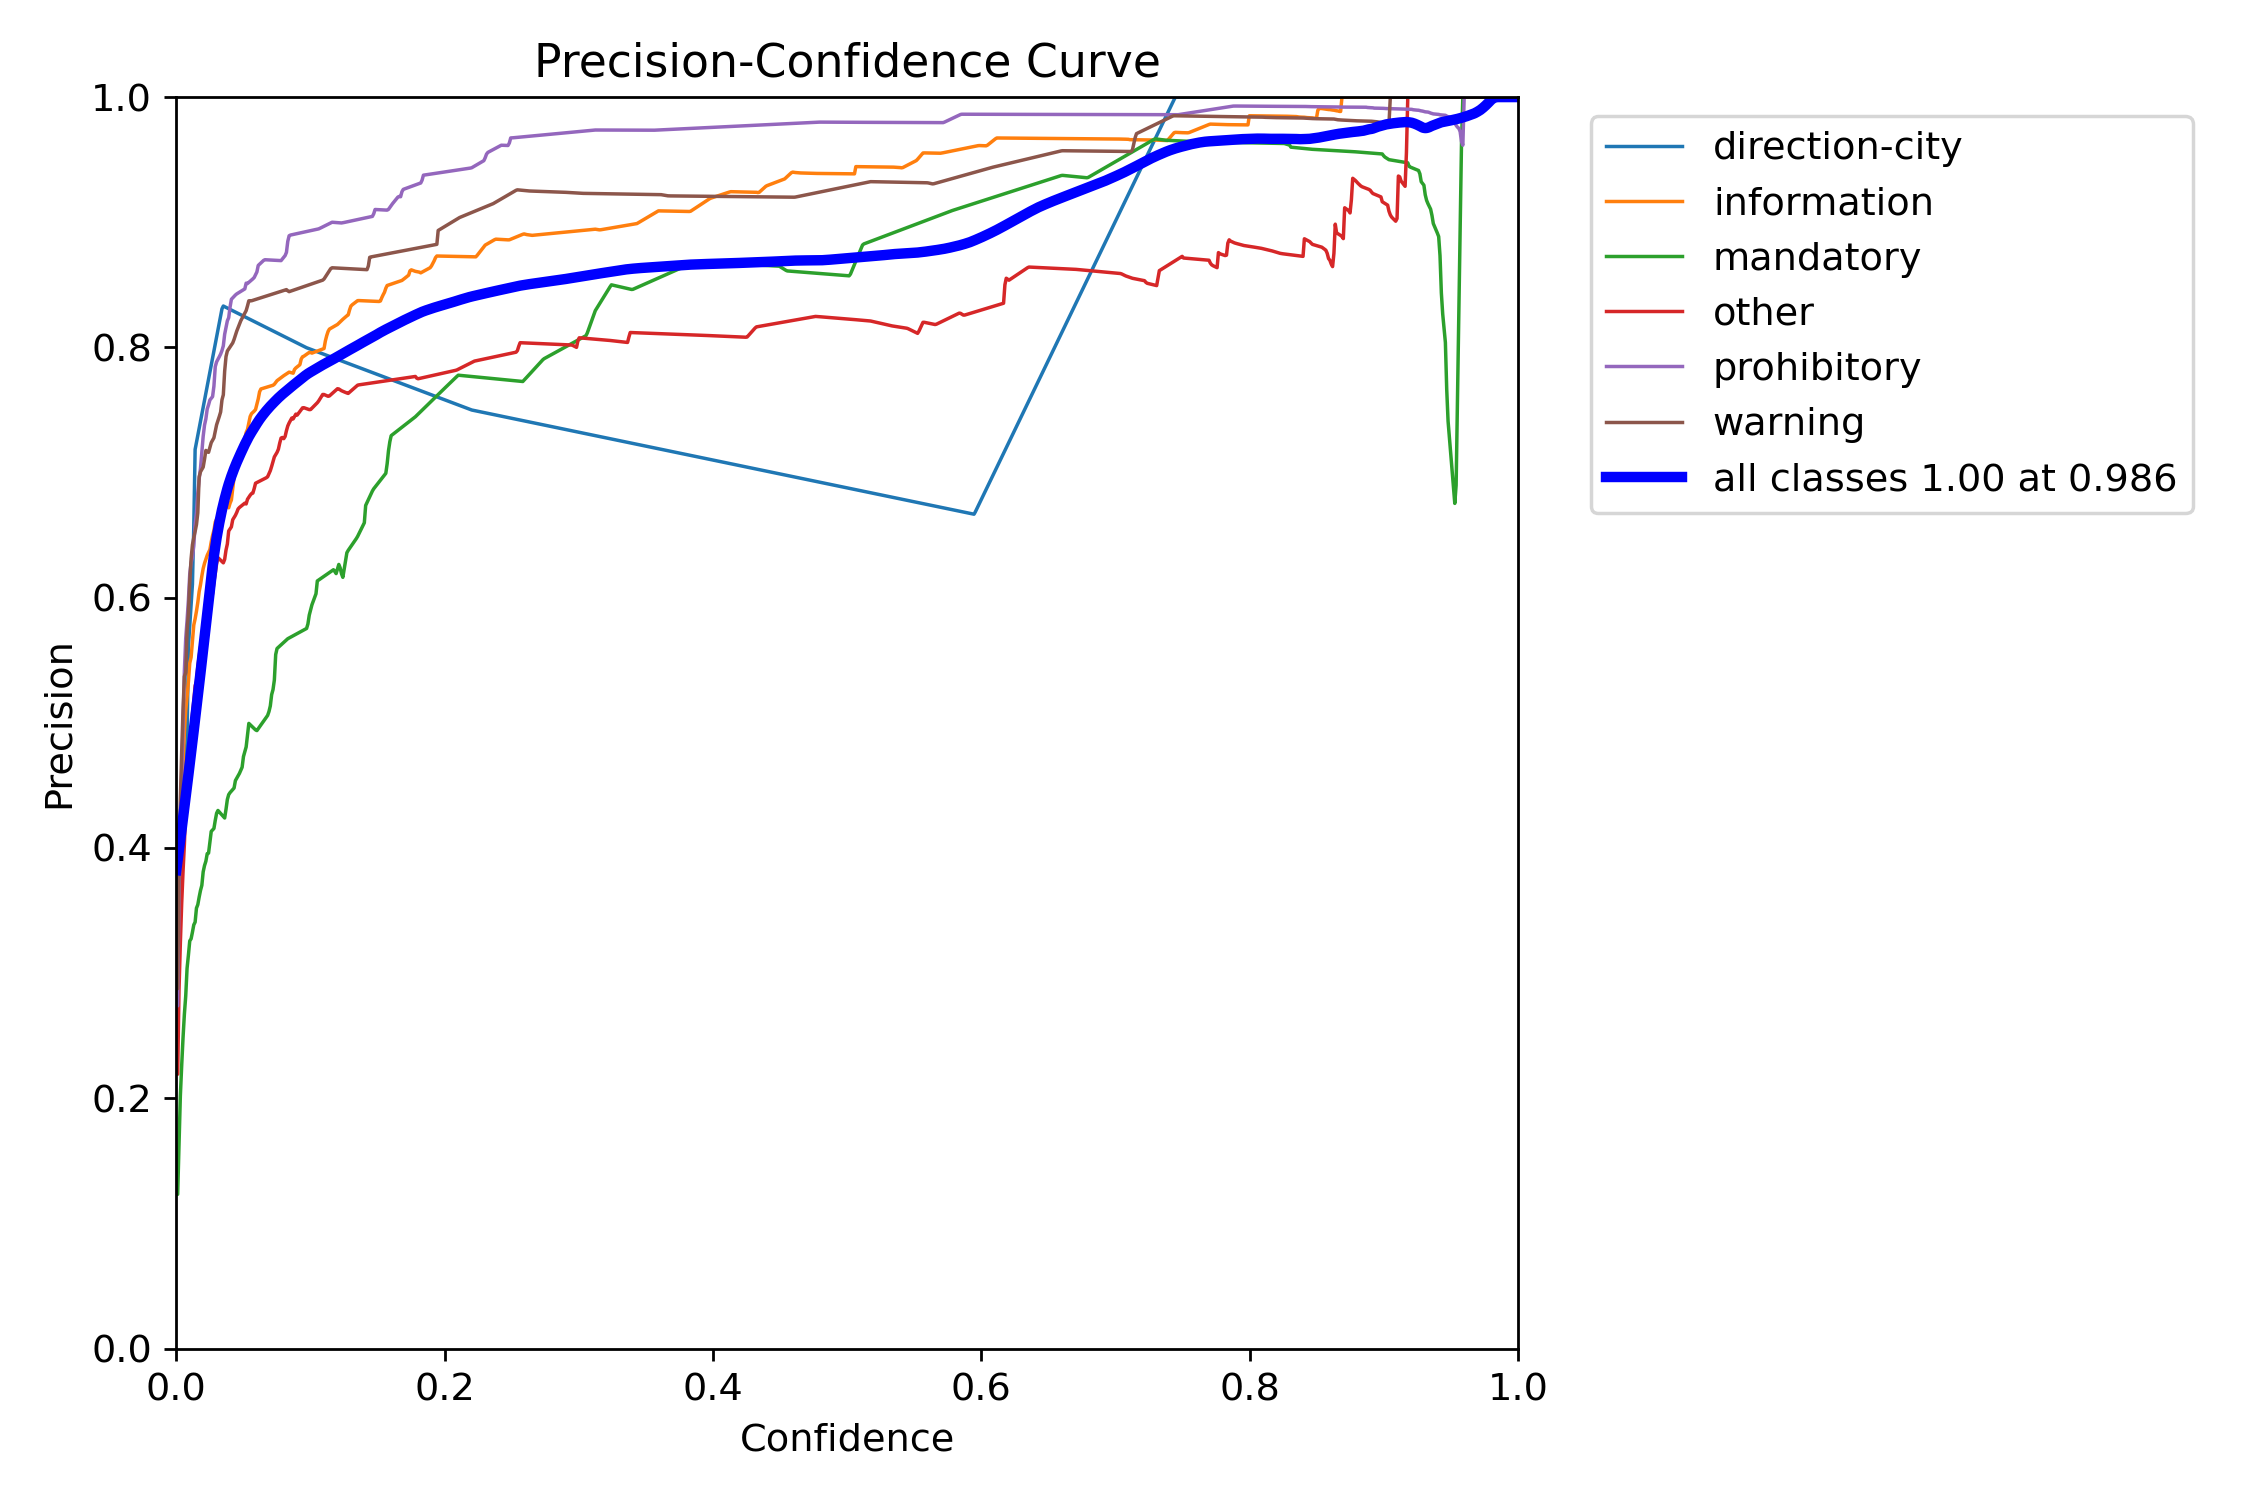 Precision-Confidence Curve
1.0
0.8
0.6
0.4
0.2
0.0
Precision
0.0 0.2 0.4 0.6 0.8 1.0
Confidence
direction-city
information
mandatory
other
prohibitory
warning
all classes 1.00 at 0.986